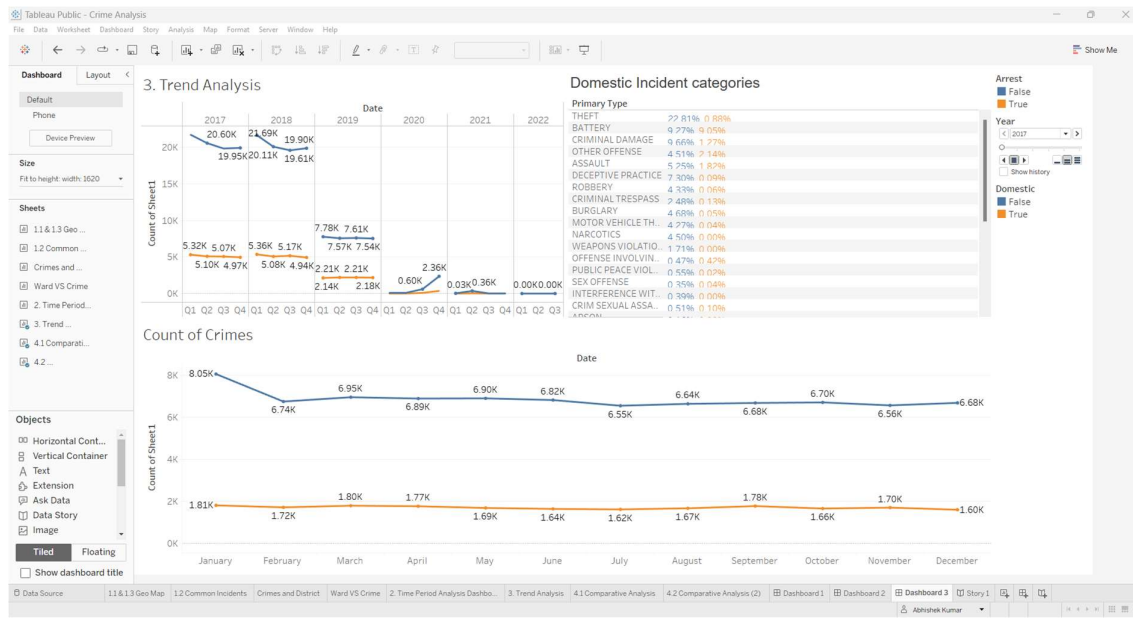 Tableau Public - Crime Analysis
File Data Worksheet Dashboard Story Analysis Map Format Server Window Help
Show Me
Dashboard Layout
Default
Phone
Device Preview
Size
Fit to height: width: 1620
Sheets
1.1 & 1.3 Geo ...
1.2 Common ...
Crimes and ...
Ward VS Crime
2. Time Period...
3. Trend ...
4.1 Comparati...
4.2 ...
Objects
Horizontal Cont...
Vertical Container
Text
Extension
Ask Data
Data Story
Image
Tiled Floating
Show dashboard title
3. Trend Analysis
Date
2017 2018 2019 2020 2021 2022
20K
15K
10K
5K
0K
Count of Sheet1
20.60K 21.69K 19.90K
19.95K 20.11K 19.61K
7.78K 7.61K
7.57K 7.54K
5.32K 5.07K 5.36K 5.17K
5.10K 4.97K 5.08K 4.94K
2.21K 2.21K
2.14K 2.18K
0.60K 2.36K
0.03K 0.36K
0.00K 0.00K
Q1 Q2 Q3 Q4 Q1 Q2 Q3 Q4 Q1 Q2 Q3 Q4 Q1 Q2 Q3 Q4 Q1 Q2 Q3 Q4 Q1 Q2 Q3
Domestic Incident categories
Primary Type
THEFT 22.81% 0.88%
BATTERY 9.27% 9.05%
CRIMINAL DAMAGE 9.66% 1.27%
OTHER OFFENSE 4.51% 2.14%
ASSAULT 5.25% 1.82%
DECEPTIVE PRACTICE 7.30% 0.09%
ROBBERY 4.33% 0.06%
CRIMINAL TRESPASS 2.48% 0.13%
BURGLARY 4.68% 0.05%
MOTOR VEHICLE TH.. 4.27% 0.04%
NARCOTICS 4.50% 0.00%
WEAPONS VIOLATIO.. 1.71% 0.00%
OFFENSE INVOLVIN.. 0.47% 0.42%
PUBLIC PEACE VIOL.. 0.55% 0.02%
SEX OFFENSE 0.35% 0.04%
INTERFERENCE WIT.. 0.39% 0.00%
CRIM SEXUAL ASSA.. 0.51% 0.10%
ARSON
Arrest
False
True
Year
2017
Show history
Domestic
False
True
Count of Crimes
Date
8K
6K
4K
2K
0K
Count of Sheet1
8.05K 6.74K 6.95K 6.89K 6.90K 6.82K 6.55K 6.64K 6.68K 6.70K 6.56K 6.68K
1.81K 1.72K 1.80K 1.77K 1.69K 1.64K 1.62K 1.67K 1.78K 1.66K 1.70K 1.60K
January February March April May June July August September October November December
Data Source 1.1 & 1.3 Geo Map 1.2 Common Incidents Crimes and District Ward VS Crime 2. Time Period Analysis Dashbo... 3. Trend Analysis 4.1 Comparative Analysis 4.2 Comparative Analysis (2) Dashboard 1 Dashboard 2 Dashboard 3 Story 1
Abhishek Kumar